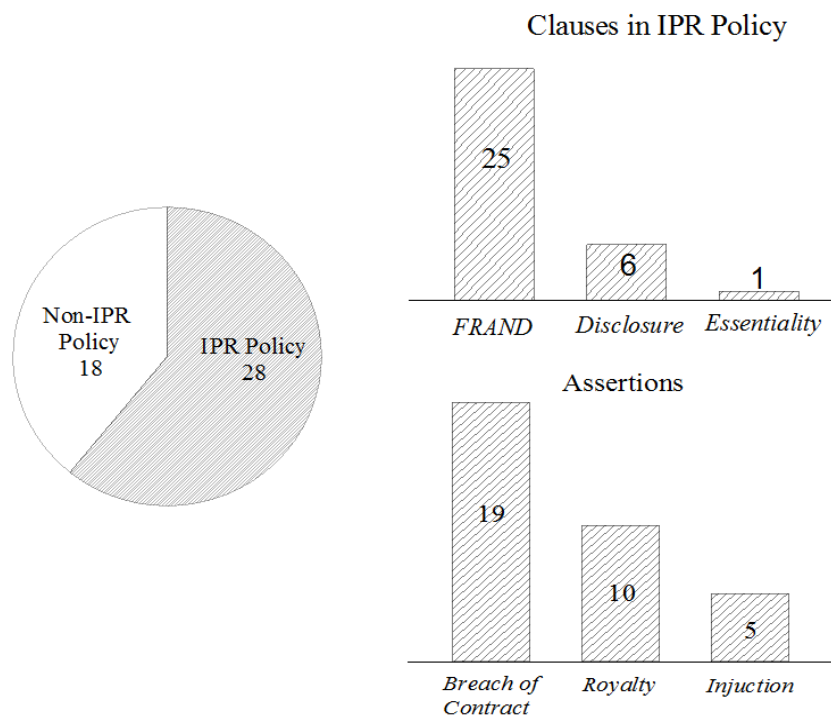 Clauses in IPR Policy
25
6
1
FRAND
Disclosure
Essentiality
Non-IPR
Policy
18
IPR Policy
28
Assertions
19
10
5
Breach of
Contract
Royalty
Injuction